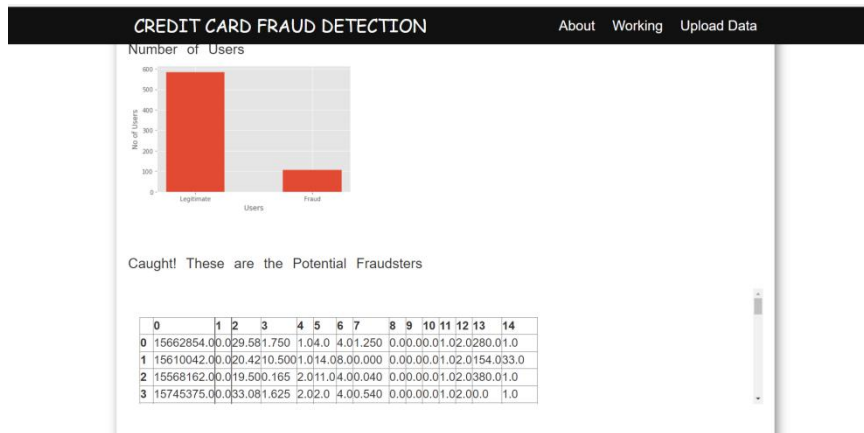 CREDIT CARD FRAUD DETECTION About Working Upload Data
Number of Users
600
500
400
300
200
100
0
No of Users
Legitimate Fraud
Users
Caught! These are the Potential Fraudsters
0 1 2 3 4 5 6 7 8 9 10 11 12 13 14
0 15662854.0 0.0 29.58 1.750 1.0 4.0 4.0 1.250 0.0 0.0 0.0 1.0 2.0 280.0 1.0
1 15610042.0 0.0 20.42 10.500 1.0 14.0 8.0 0.000 0.0 0.0 0.0 1.0 2.0 154.0 33.0
2 15568162.0 0.0 19.50 0.165 2.0 11.0 4.0 0.040 0.0 0.0 0.0 1.0 2.0 380.0 1.0
3 15745375.0 0.0 33.08 1.625 2.0 2.0 4.0 0.540 0.0 0.0 0.0 1.0 2.0 0.0 1.0